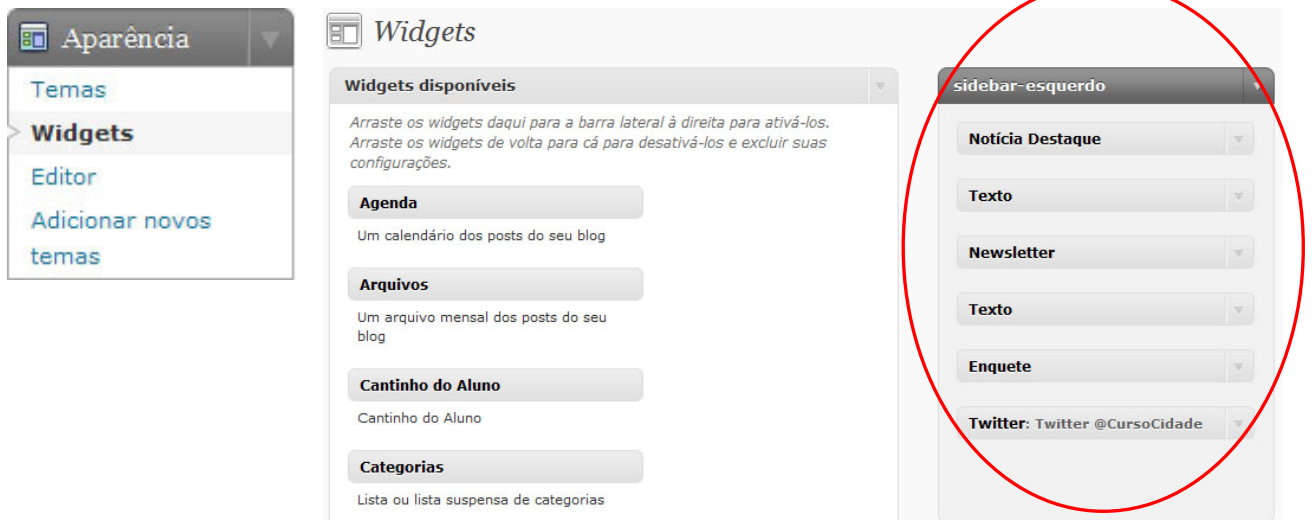 Aparência
Temas
Widgets
Editor
Adicionar novos
temas
Widgets
Widgets disponíveis
Arraste os widgets daqui para a barra lateral à direita para ativá-los.
Arraste os widgets de volta para cá para desativá-los e excluir suas
configurações.
Agenda
Um calendário dos posts do seu blog
Arquivos
Um arquivo mensal dos posts do seu
blog
Cantinho do Aluno
Cantinho do Aluno
Categorias
Lista ou lista suspensa de categorias
sidebar-esquerdo
Notícia Destaque
Texto
Newsletter
Texto
Enquete
Twitter: Twitter @CursoCidade